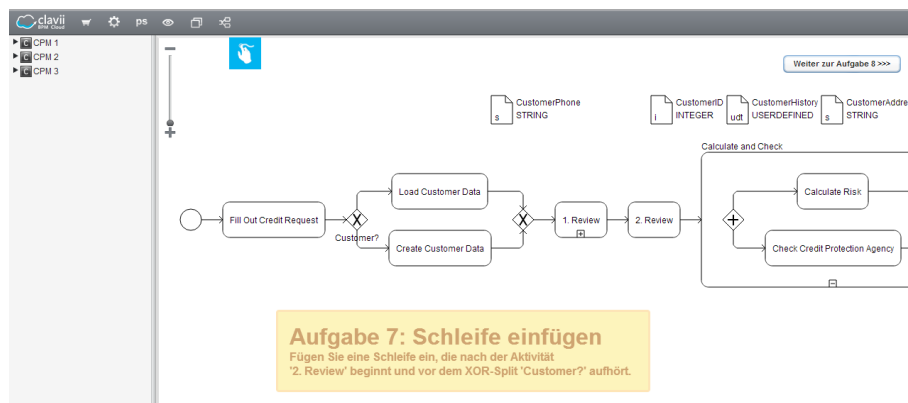 clavii
BPM Cloud
ps
CPM 1
CPM 2
CPM 3
Weiter zur Aufgabe 8 >>>
CustomerPhone
s STRING
CustomerID
i INTEGER
CustomerHistory
udt USERDEFINED
CustomerAddre
s STRING
Calculate and Check
Load Customer Data
Calculate Risk
Fill Out Credit Request
X
Customer?
X
1. Review
2. Review
Create Customer Data
Check Credit Protection Agency
Aufgabe 7: Schleife einfügen
Fügen Sie eine Schleife ein, die nach der Aktivität
'2. Review' beginnt und vor dem XOR-Split 'Customer?' aufhört.